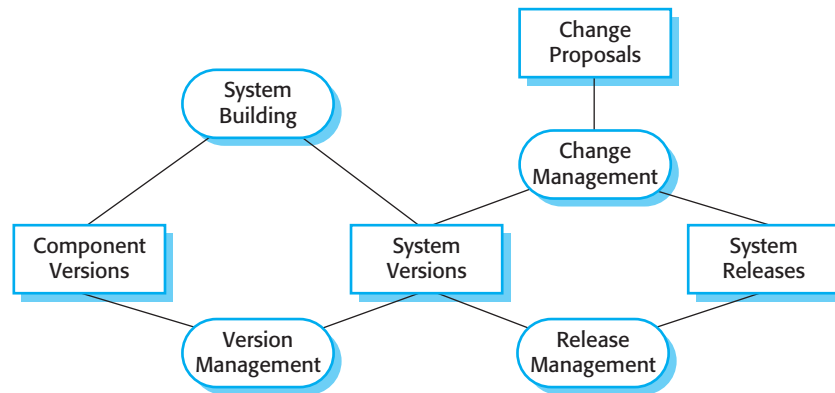 Change
Proposals
System
Building
Change
Management
Component
Versions
System
Versions
System
Releases
Version
Management
Release
Management